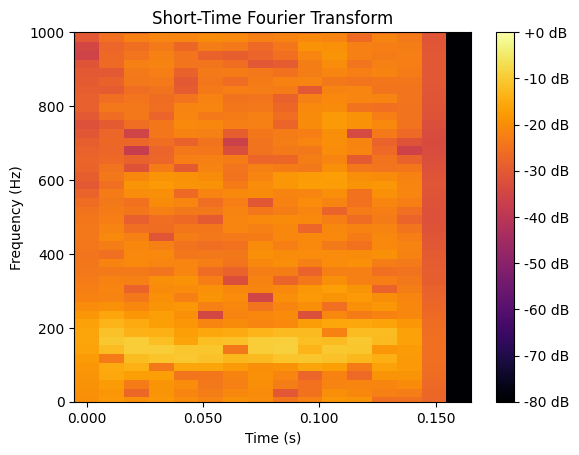 Short-Time Fourier Transform
1000
800
600
400
200
0
Frequency (Hz)
0.000
0.050
0.100
0.150
Time (s)
+0 dB
-10 dB
-20 dB
-30 dB
-40 dB
-50 dB
-60 dB
-70 dB
-80 dB